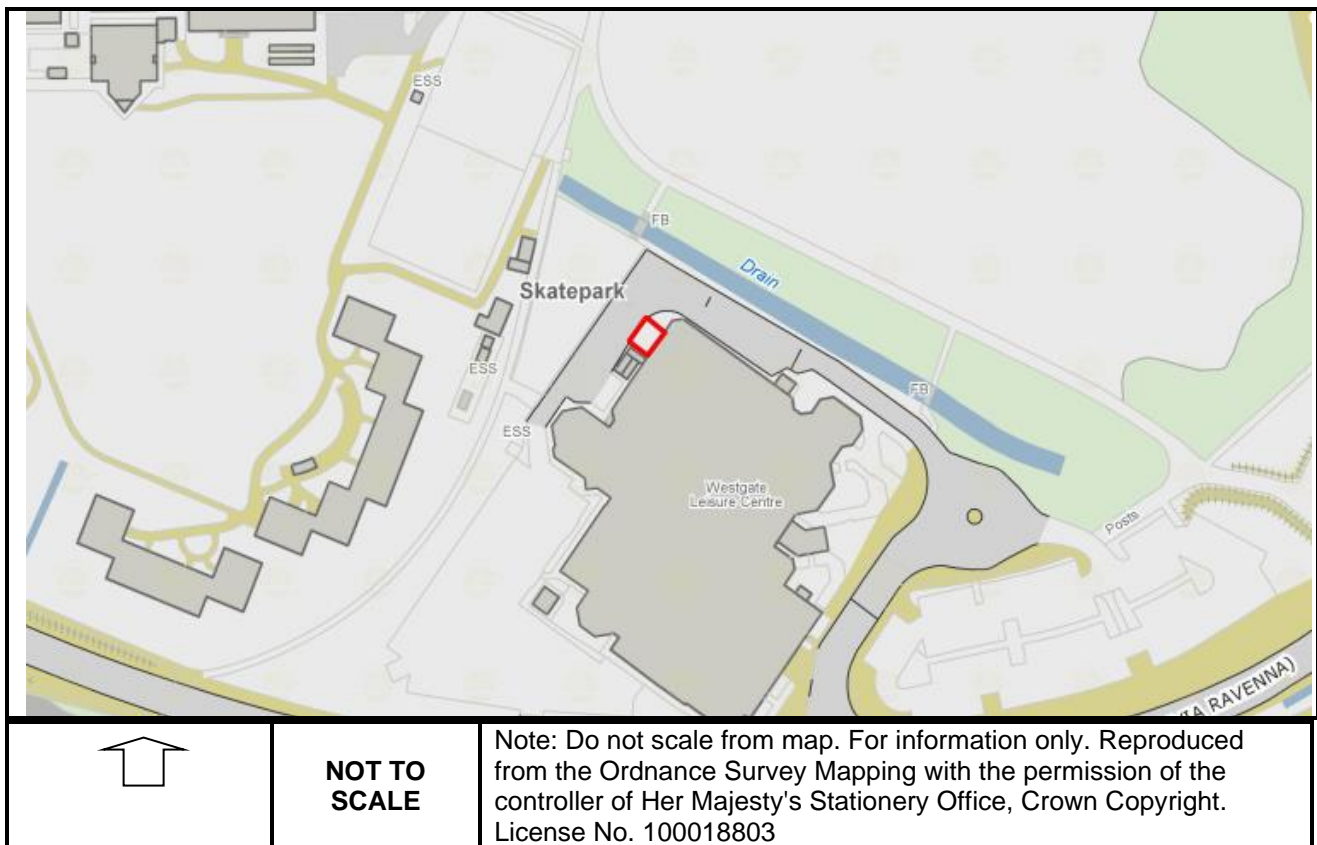 ESS
FB
Drain
Skatepark
ESS
FB
ESS
Westgate
Leisure Centre
Posts
VIA RAVENNA)
NOT TO
SCALE
Note: Do not scale from map. For information only. Reproduced
from the Ordnance Survey Mapping with the permission of the
controller of Her Majesty's Stationery Office, Crown Copyright.
License No. 100018803